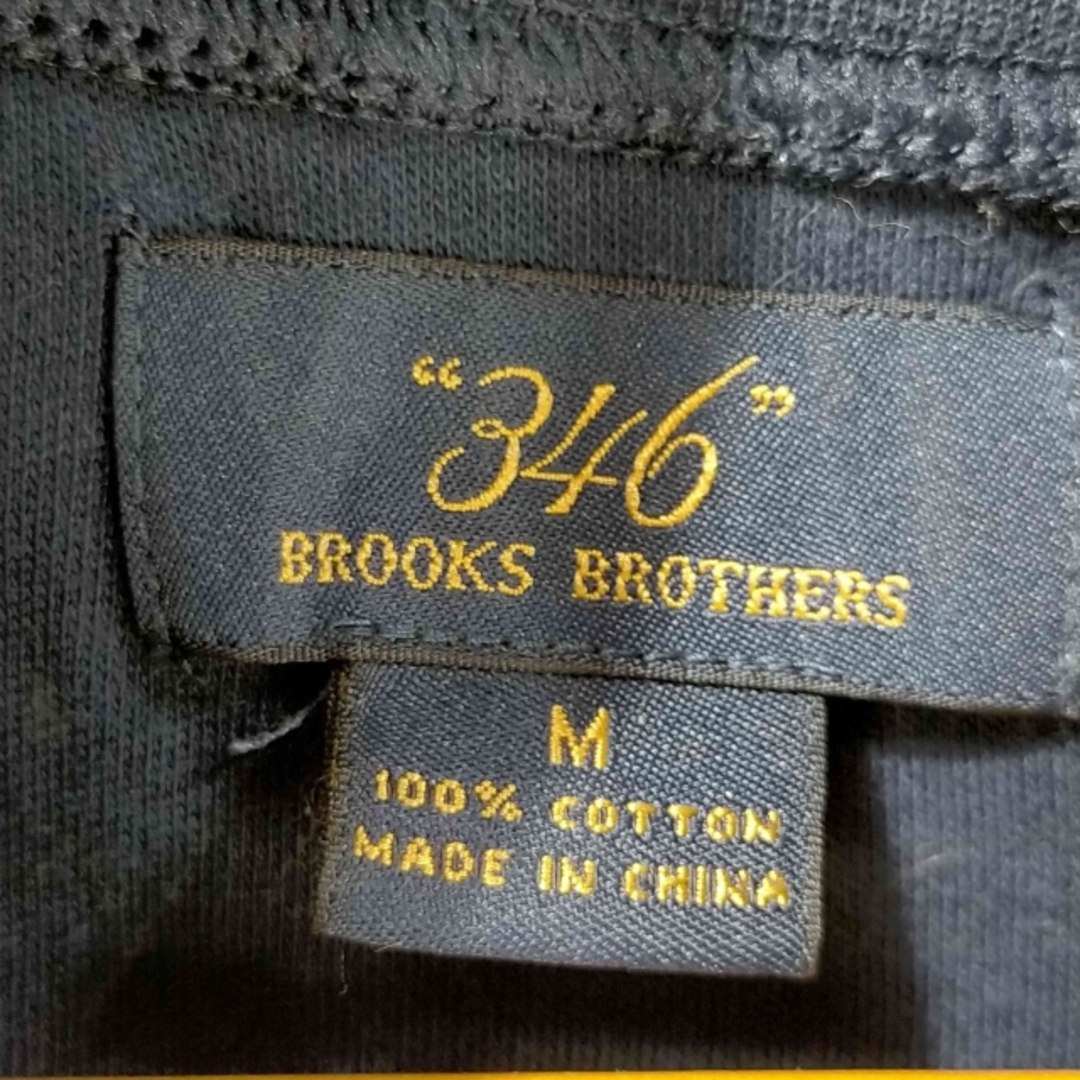 “346”
BROOKS BROTHERS
M
100% COTTON
MADE IN CHINA